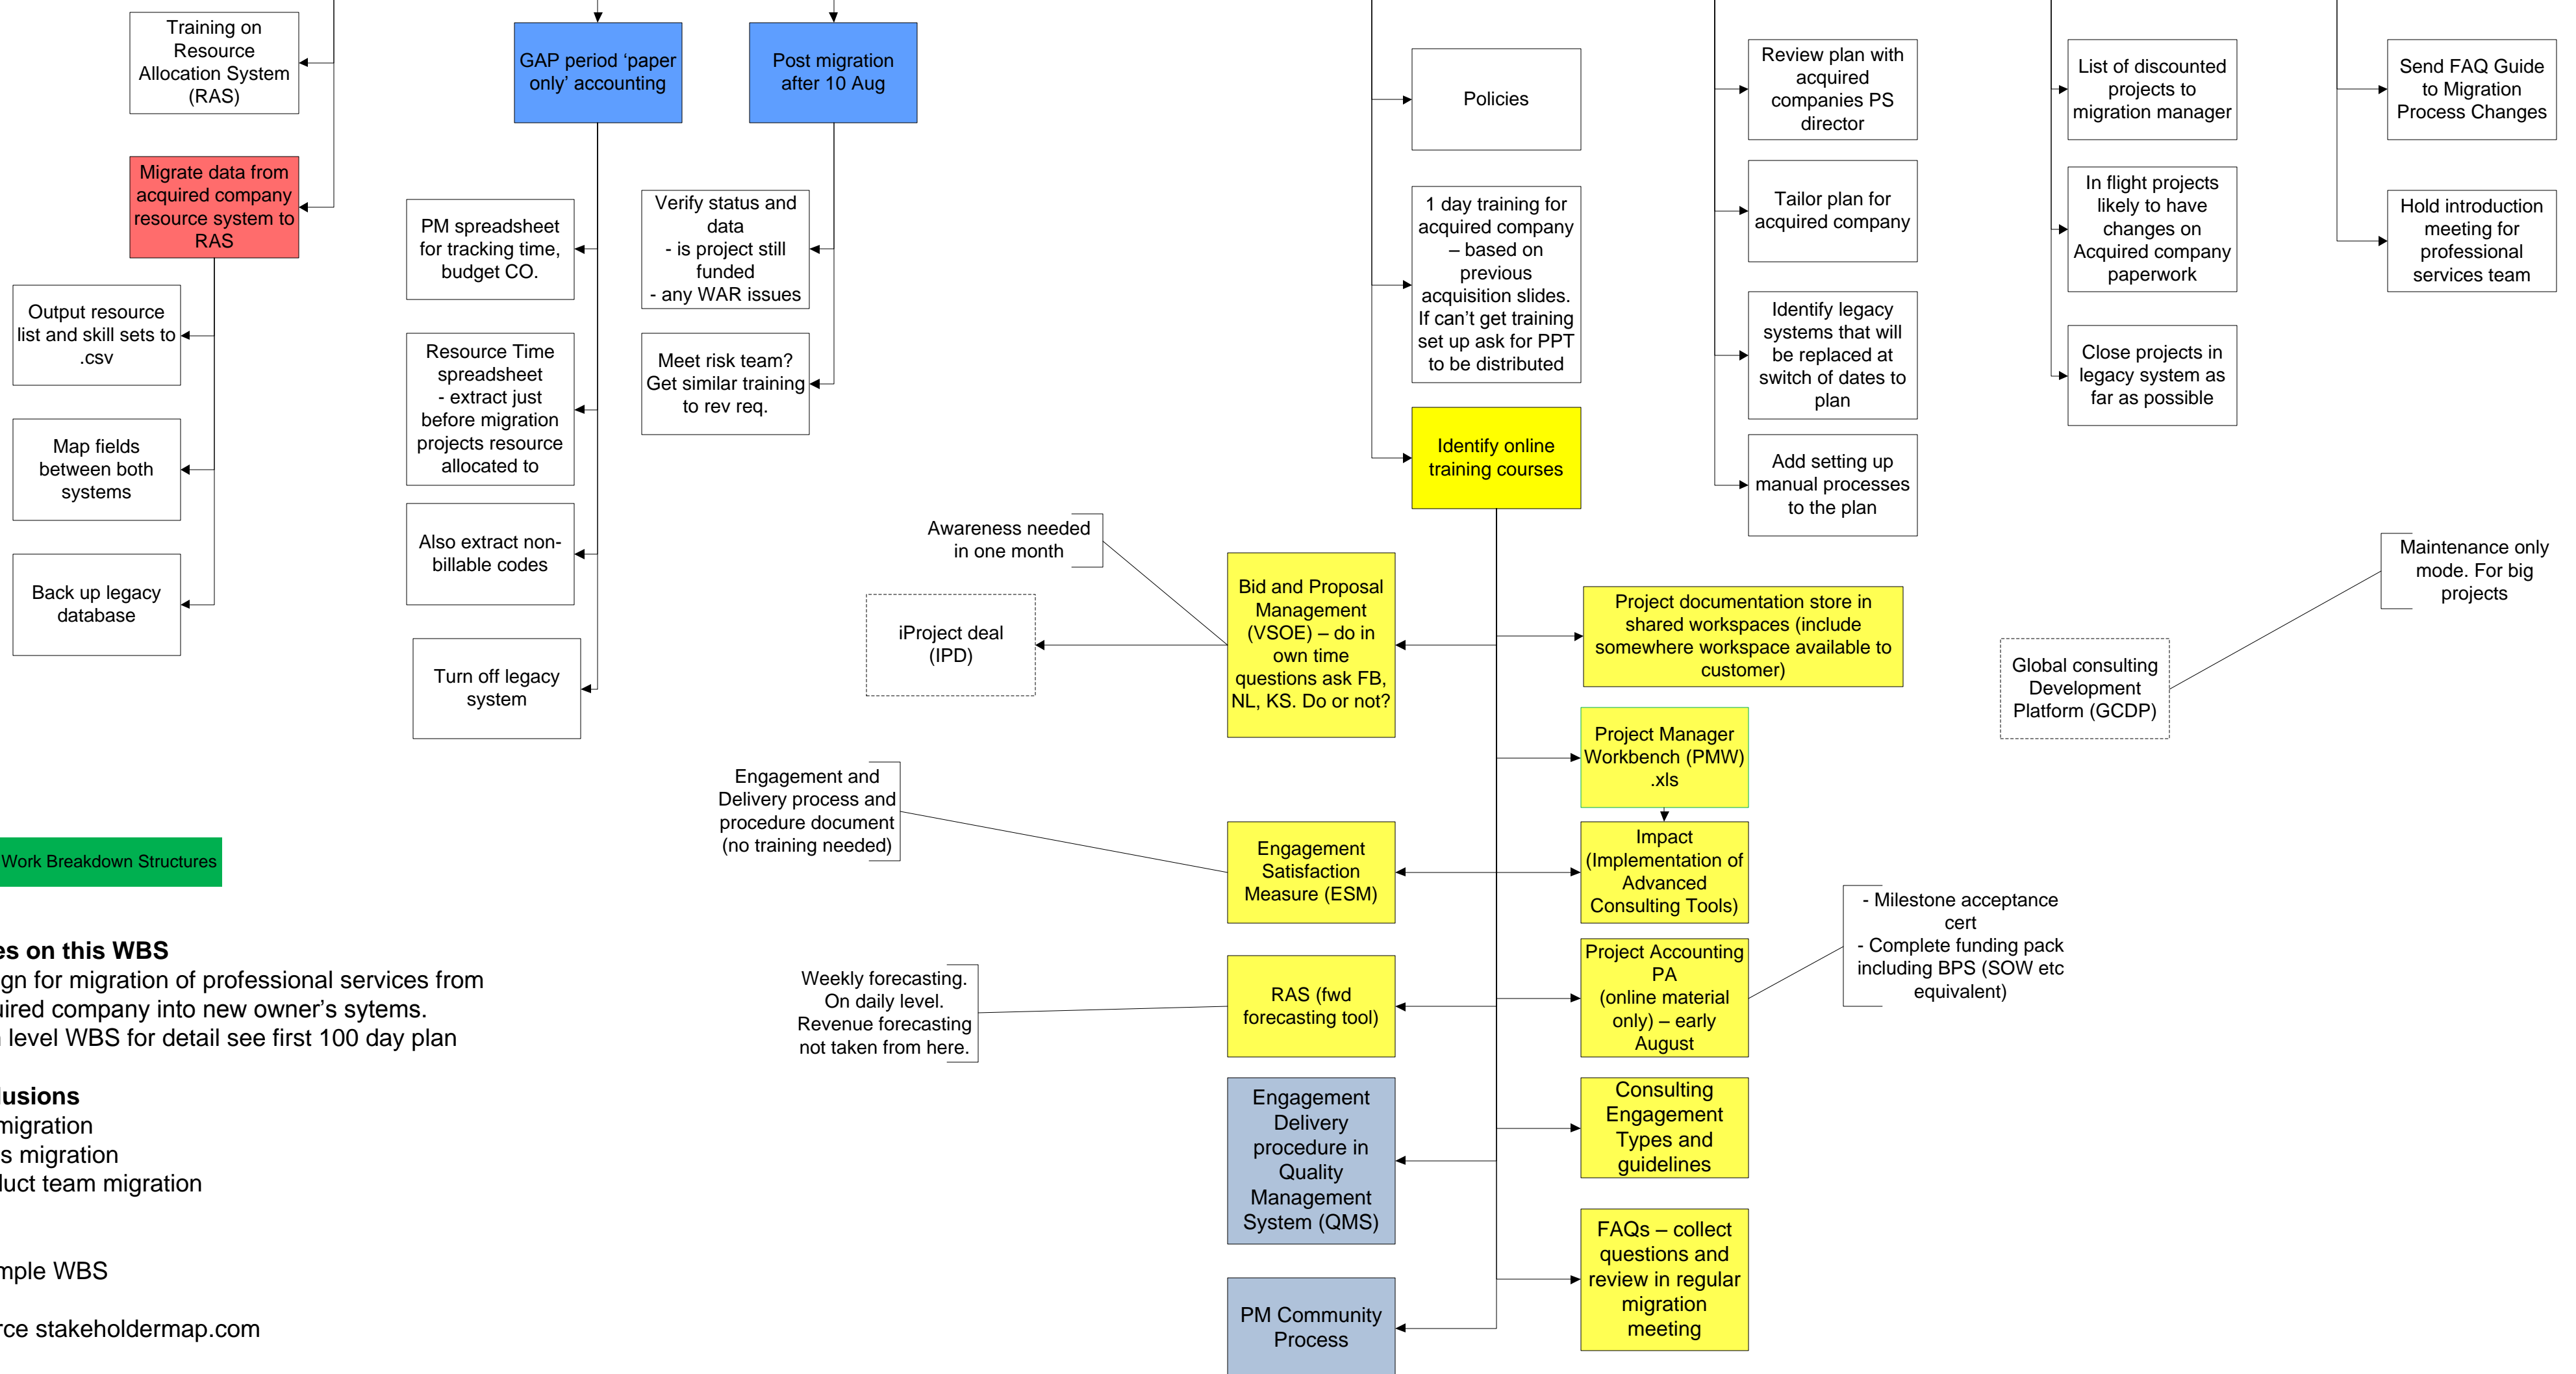 Training on
Resource
Allocation System
(RAS)
Migrate data from
acquired company
resource system to
RAS
Output resource
list and skill sets to
.csv
Map fields
between both
systems
Back up legacy
database
GAP period ‘paper
only’ accounting
PM spreadsheet
for tracking time,
budget CO.
Resource Time
spreadsheet
- extract just
before migration
projects resource
allocated to
Also extract non-
billable codes
Turn off legacy
system
Post migration
after 10 Aug
Verify status and
data
- is project still
funded
- any WAR issues
Meet risk team?
Get similar training
to rev req.
Policies
1 day training for
acquired company
– based on
previous
acquisition slides.
If can’t get training
set up ask for PPT
to be distributed
Identify online
training courses
Review plan with
acquired
companies PS
director
Tailor plan for
acquired company
Identify legacy
systems that will
be replaced at
switch of dates to
plan
Add setting up
manual processes
to the plan
List of discounted
projects to
migration manager
In flight projects
likely to have
changes on
Acquired company
paperwork
Close projects in
legacy system as
far as possible
Send FAQ Guide
to Migration
Process Changes
Hold introduction
meeting for
professional
services team
Awareness needed
in one month
iProject deal
(IPD)
Bid and Proposal
Management
(VSOE) – do in
own time
questions ask FB,
NL, KS. Do or not?
Project documentation store in
shared workspaces (include
somewhere workspace available to
customer)
Maintenance only
mode. For big
projects
Global consulting
Development
Platform (GCDP)
Project Manager
Workbench (PMW)
.xls
Engagement and
Delivery process and
procedure document
(no training needed)
Engagement
Satisfaction
Measure (ESM)
Impact
(Implementation of
Advanced
Consulting Tools)
Weekly forecasting.
On daily level.
Revenue forecasting
not taken from here.
RAS (fwd
forecasting tool)
Project Accounting
PA
(online material
only) – early
August
- Milestone acceptance
cert
- Complete funding pack
including BPS (SOW etc
equivalent)
Engagement
Delivery
procedure in
Quality
Management
System (QMS)
Consulting
Engagement
Types and
guidelines
PM Community
Process
FAQs – collect
questions and
review in regular
migration
meeting
Work Breakdown Structures
es on this WBS
gn for migration of professional services from
uired company into new owner’s sytems.
level WBS for detail see first 100 day plan
lusions
migration
s migration
duct team migration
mple WBS
rce stakeholdermap.com